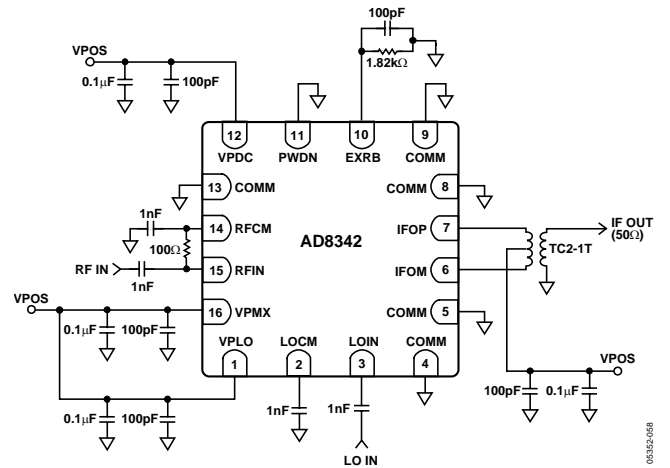 100pF
VPOS
1.82kΩ
0.1μF
100pF
12
11
10
9
VPDC
PWDN
EXRB
COMM
13
COMM
COMM
8
1nF
14
RFCM
IFOP
7
IF OUT
(50Ω)
100Ω
AD8342
TC2-1T
RF IN
15
RFIN
IFOM
6
1nF
VPOS
16
VPMX
COMM
5
0.1μF
100pF
VPLO
LOCM
LOIN
COMM
1
2
3
4
VPOS
100pF
0.1μF
0.1μF
100pF
1nF
1nF
LO IN
05352-058